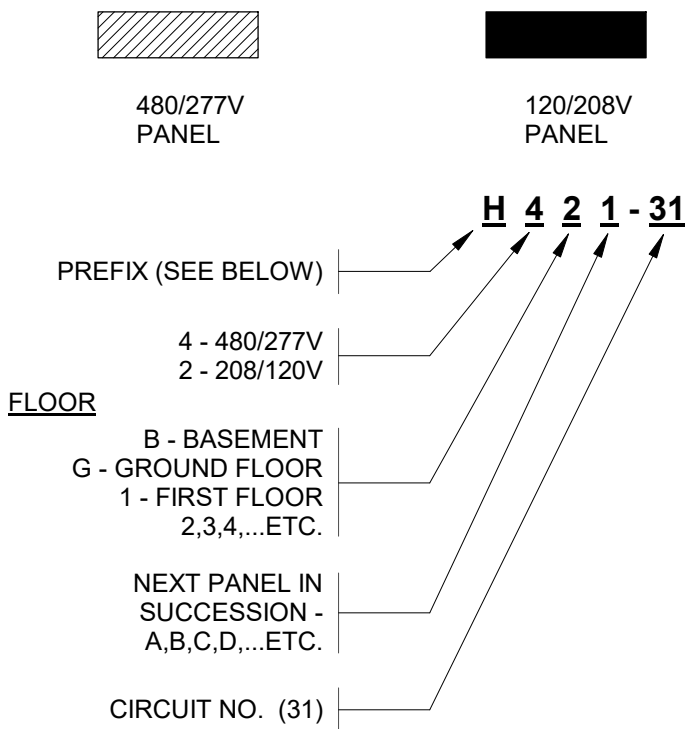 480/277V
PANEL
120/208V
PANEL
H 4 2 1 - 31
PREFIX (SEE BELOW)
4 - 480/277V
2 - 208/120V
FLOOR
B - BASEMENT
G - GROUND FLOOR
1 - FIRST FLOOR
2,3,4,...ETC.
NEXT PANEL IN
SUCCESSION -
A,B,C,D,...ETC.
CIRCUIT NO. (31)